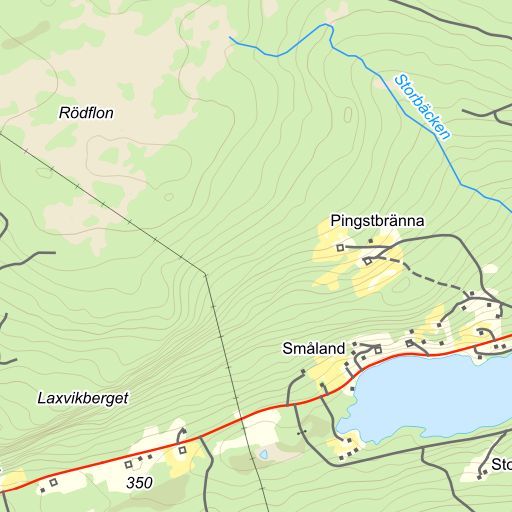 Rödflon
Storbäcken
Pingstbränna
Småland
Laxvikberget
350
Sto